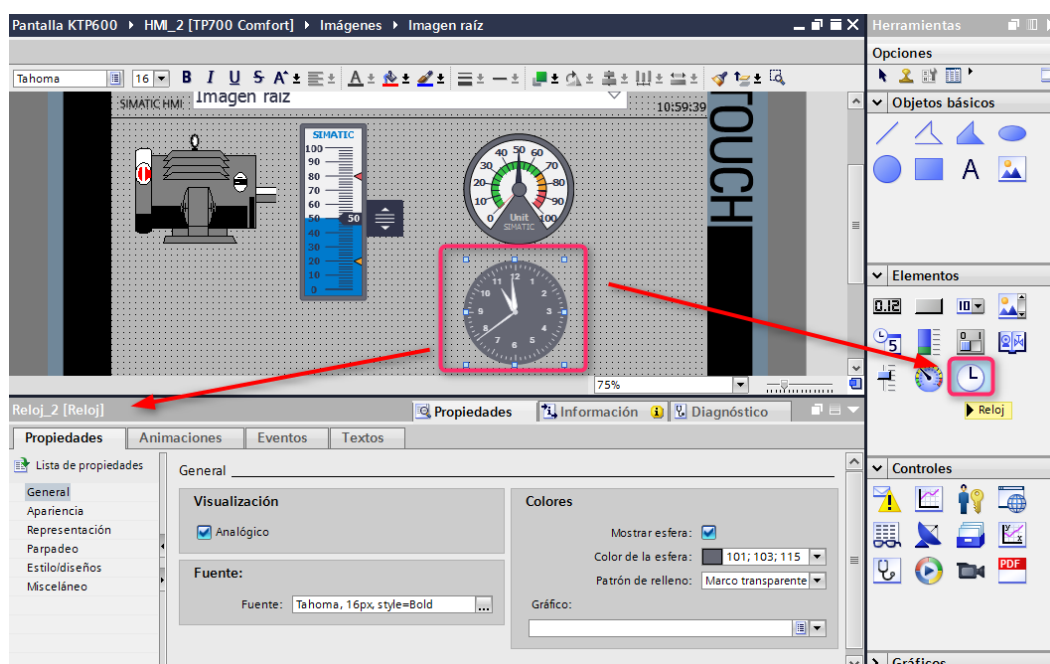 Pantalla KTP600 ▸ HMI_2 [TP700 Comfort] ▸ Imágenes ▸ Imagen raíz
Herramientas
Opciones
Tahoma 16 B I U S A
Objetos básicos
SIMATIC HMI Imagen raíz 10:59:39
TOUCH
A
SIMATIC
100
90
80
70
60
50 50
40
30
20
10
0
0 10 20 30 40 50 60 70 80 90 100
Unit
SIMATIC
12 1 2 3 4 5 6 7 8 9 10 11
Elementos
0.12 10
5 0 1
Reloj
75%
Reloj_2 [Reloj]
Propiedades Información Diagnóstico
Propiedades Animaciones Eventos Textos
Lista de propiedades
General
Apariencia
Representación
Parpadeo
Estilo/diseños
Misceláneo
General
Visualización
Analógico
Fuente:
Fuente: Tahoma, 16px, style=Bold ...
Colores
Mostrar esfera:
Color de la esfera: 101; 103; 115
Patrón de relleno: Marco transparente
Gráfico:
Controles
PDF
Gráficos